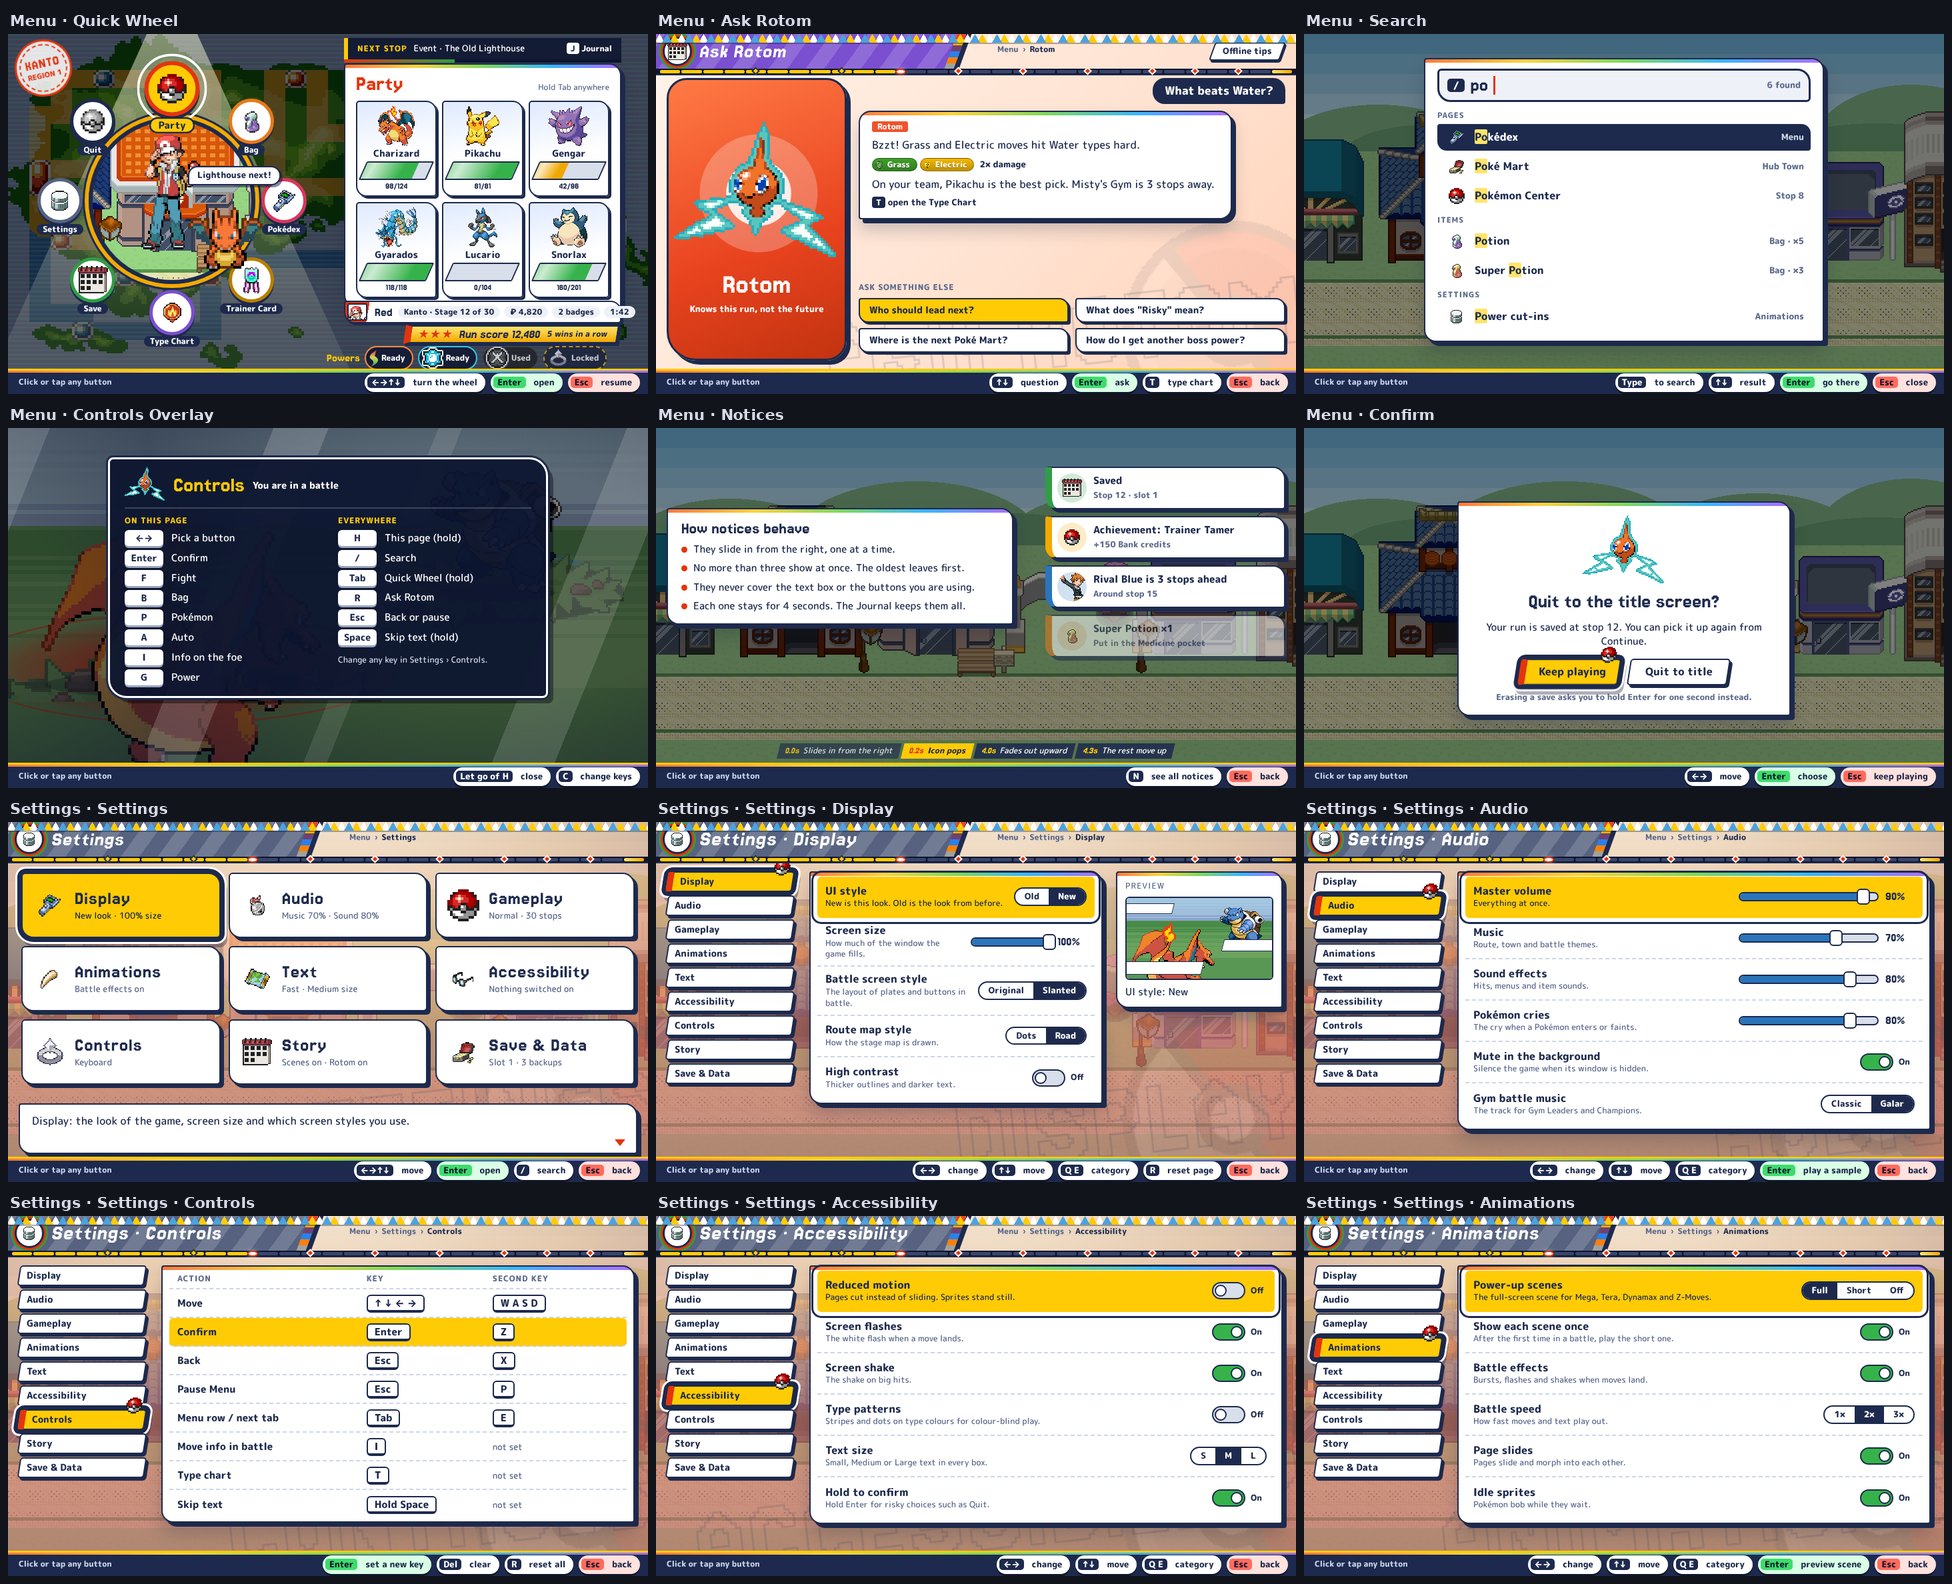 Menu · Quick Wheel
KANTO
REGION 1
NEXT STOP Event · The Old Lighthouse
J Journal
Party
Hold Tab anywhere
Party
Quit
Bag
Lighthouse next!
Settings
Pokédex
Save
Trainer Card
Type Chart
Charizard
98/124
Pikachu
81/81
Gengar
42/98
Gyarados
118/118
Lucario
0/104
Snorlax
160/201
Red Kanto · Stage 12 of 30 ₽ 4,820 2 badges 1:42
★★★ Run score 12,480 5 wins in a row
Powers Ready Ready Used Locked
Click or tap any button
←→↑↓ turn the wheel Enter open Esc resume
Menu · Ask Rotom
Ask Rotom
Menu › Rotom
Offline tips
What beats Water?
Rotom
Bzzt! Grass and Electric moves hit Water types hard.
Grass Electric 2× damage
On your team, Pikachu is the best pick. Misty's Gym is 3 stops away.
T open the Type Chart
Rotom
Knows this run, not the future
ASK SOMETHING ELSE
Who should lead next?
What does "Risky" mean?
Where is the next Poké Mart?
How do I get another boss power?
Click or tap any button
↑↓ question Enter ask T type chart Esc back
Menu · Search
/ po
6 found
PAGES
Pokédex Menu
Poké Mart Hub Town
Pokémon Center Stop 8
ITEMS
Potion Bag · ×5
Super Potion Bag · ×3
SETTINGS
Power cut-ins Animations
Click or tap any button
Type to search ↑↓ result Enter go there Esc close
Menu · Controls Overlay
Controls You are in a battle
ON THIS PAGE
←→ Pick a button
Enter Confirm
F Fight
B Bag
P Pokémon
A Auto
I Info on the foe
G Power
EVERYWHERE
H This page (hold)
/ Search
Tab Quick Wheel (hold)
R Ask Rotom
Esc Back or pause
Space Skip text (hold)
Change any key in Settings › Controls.
Click or tap any button
Let go of H close C change keys
Menu · Notices
How notices behave
They slide in from the right, one at a time.
No more than three show at once. The oldest leaves first.
They never cover the text box or the buttons you are using.
Each one stays for 4 seconds. The Journal keeps them all.
Saved
Stop 12 · slot 1
Achievement: Trainer Tamer
+150 Bank credits
Rival Blue is 3 stops ahead
Around stop 15
Super Potion ×1
Put in the Medicine pocket
0.0s Slides in from the right
0.2s Icon pops
4.0s Fades out upward
4.3s The rest move up
Click or tap any button
N see all notices Esc back
Menu · Confirm
Quit to the title screen?
Your run is saved at stop 12. You can pick it up again from
Continue.
Keep playing
Quit to title
Erasing a save asks you to hold Enter for one second instead.
Click or tap any button
←→ move Enter choose Esc keep playing
Settings · Settings
Settings
Menu › Settings
Display
New look · 100% size
Audio
Music 70% · Sound 80%
Gameplay
Normal · 30 stops
Animations
Battle effects on
Text
Fast · Medium size
Accessibility
Nothing switched on
Controls
Keyboard
Story
Scenes on · Rotom on
Save & Data
Slot 1 · 3 backups
Display: the look of the game, screen size and which screen styles you use.
Click or tap any button
←→↑↓ move Enter open / search Esc back
Settings · Settings · Display
Settings · Display
Menu › Settings › Display
Display
Audio
Gameplay
Animations
Text
Accessibility
Controls
Story
Save & Data
UI style
New is this look. Old is the look from before.
Old New
Screen size
How much of the window the
game fills.
100%
Battle screen style
The layout of plates and buttons in
battle.
Original Slanted
Route map style
How the stage map is drawn.
Dots Road
High contrast
Thicker outlines and darker text.
Off
PREVIEW
UI style: New
DISPLAY
Click or tap any button
←→ change ↑↓ move Q E category R reset page Esc back
Settings · Settings · Audio
Settings · Audio
Menu › Settings › Audio
Display
Audio
Gameplay
Animations
Text
Accessibility
Controls
Story
Save & Data
Master volume
Everything at once.
90%
Music
Route, town and battle themes.
70%
Sound effects
Hits, menus and item sounds.
80%
Pokémon cries
The cry when a Pokémon enters or faints.
80%
Mute in the background
Silence the game when its window is hidden.
On
Gym battle music
The track for Gym Leaders and Champions.
Classic Galar
Click or tap any button
←→ change ↑↓ move Q E category Enter play a sample Esc back
Settings · Settings · Controls
Settings · Controls
Menu › Settings › Controls
Display
Audio
Gameplay
Animations
Text
Accessibility
Controls
Story
Save & Data
ACTION KEY SECOND KEY
Move ↑ ↓ ← → W A S D
Confirm Enter Z
Back Esc X
Pause Menu Esc P
Menu row / next tab Tab E
Move info in battle I not set
Type chart T not set
Skip text Hold Space not set
Click or tap any button
Enter set a new key Del clear R reset all Esc back
Settings · Settings · Accessibility
Settings · Accessibility
Menu › Settings › Accessibility
Display
Audio
Gameplay
Animations
Text
Accessibility
Controls
Story
Save & Data
Reduced motion
Pages cut instead of sliding. Sprites stand still.
Off
Screen flashes
The white flash when a move lands.
On
Screen shake
The shake on big hits.
On
Type patterns
Stripes and dots on type colours for colour-blind play.
Off
Text size
Small, Medium or Large text in every box.
S M L
Hold to confirm
Hold Enter for risky choices such as Quit.
On
Click or tap any button
←→ change ↑↓ move Q E category Esc back
Settings · Settings · Animations
Settings · Animations
Menu › Settings › Animations
Display
Audio
Gameplay
Animations
Text
Accessibility
Controls
Story
Save & Data
Power-up scenes
The full-screen scene for Mega, Tera, Dynamax and Z-Moves.
Full Short Off
Show each scene once
After the first time in a battle, play the short one.
On
Battle effects
Bursts, flashes and shakes when moves land.
On
Battle speed
How fast moves and text play out.
1× 2× 3×
Page slides
Pages slide and morph into each other.
On
Idle sprites
Pokémon bob while they wait.
On
Click or tap any button
←→ change ↑↓ move Q E category Enter preview scene Esc back